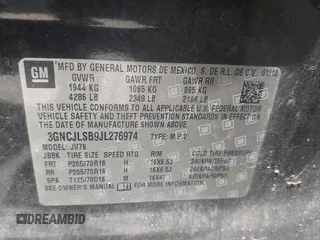 GM
MFD BY GENERAL MOTORS DE MEXICO, S. DE R.L. DE C.V. 01/18
GVWR GAWR FRT GAWR RR
1944 KG 1065 KG 995 KG
4286 LB 2348 LB 2194 LB
THIS VEHICLE CONFORMS TO ALL APPLICABLE U.S. FEDERAL
MOTOR VEHICLE SAFETY, BUMPER, AND THEFT PREVENTION
STANDARDS IN EFFECT ON THE DATE OF MANUFACTURE SHOWN ABOVE.
3GNCJLSB9JL276974 TYPE: M.P.V.
MODEL: JV76
TIRE SIZE SPEED RTG RIM COLD TIRE PRESSURE
FRT P205/70R16 H 16X6.5J 240KPA
RR P205/70R16 H 16X6.5J 240KPA
SPA T125/70D16 M 16X4T 420KPA
SEE OWNER'S MANUAL
DREAMBID